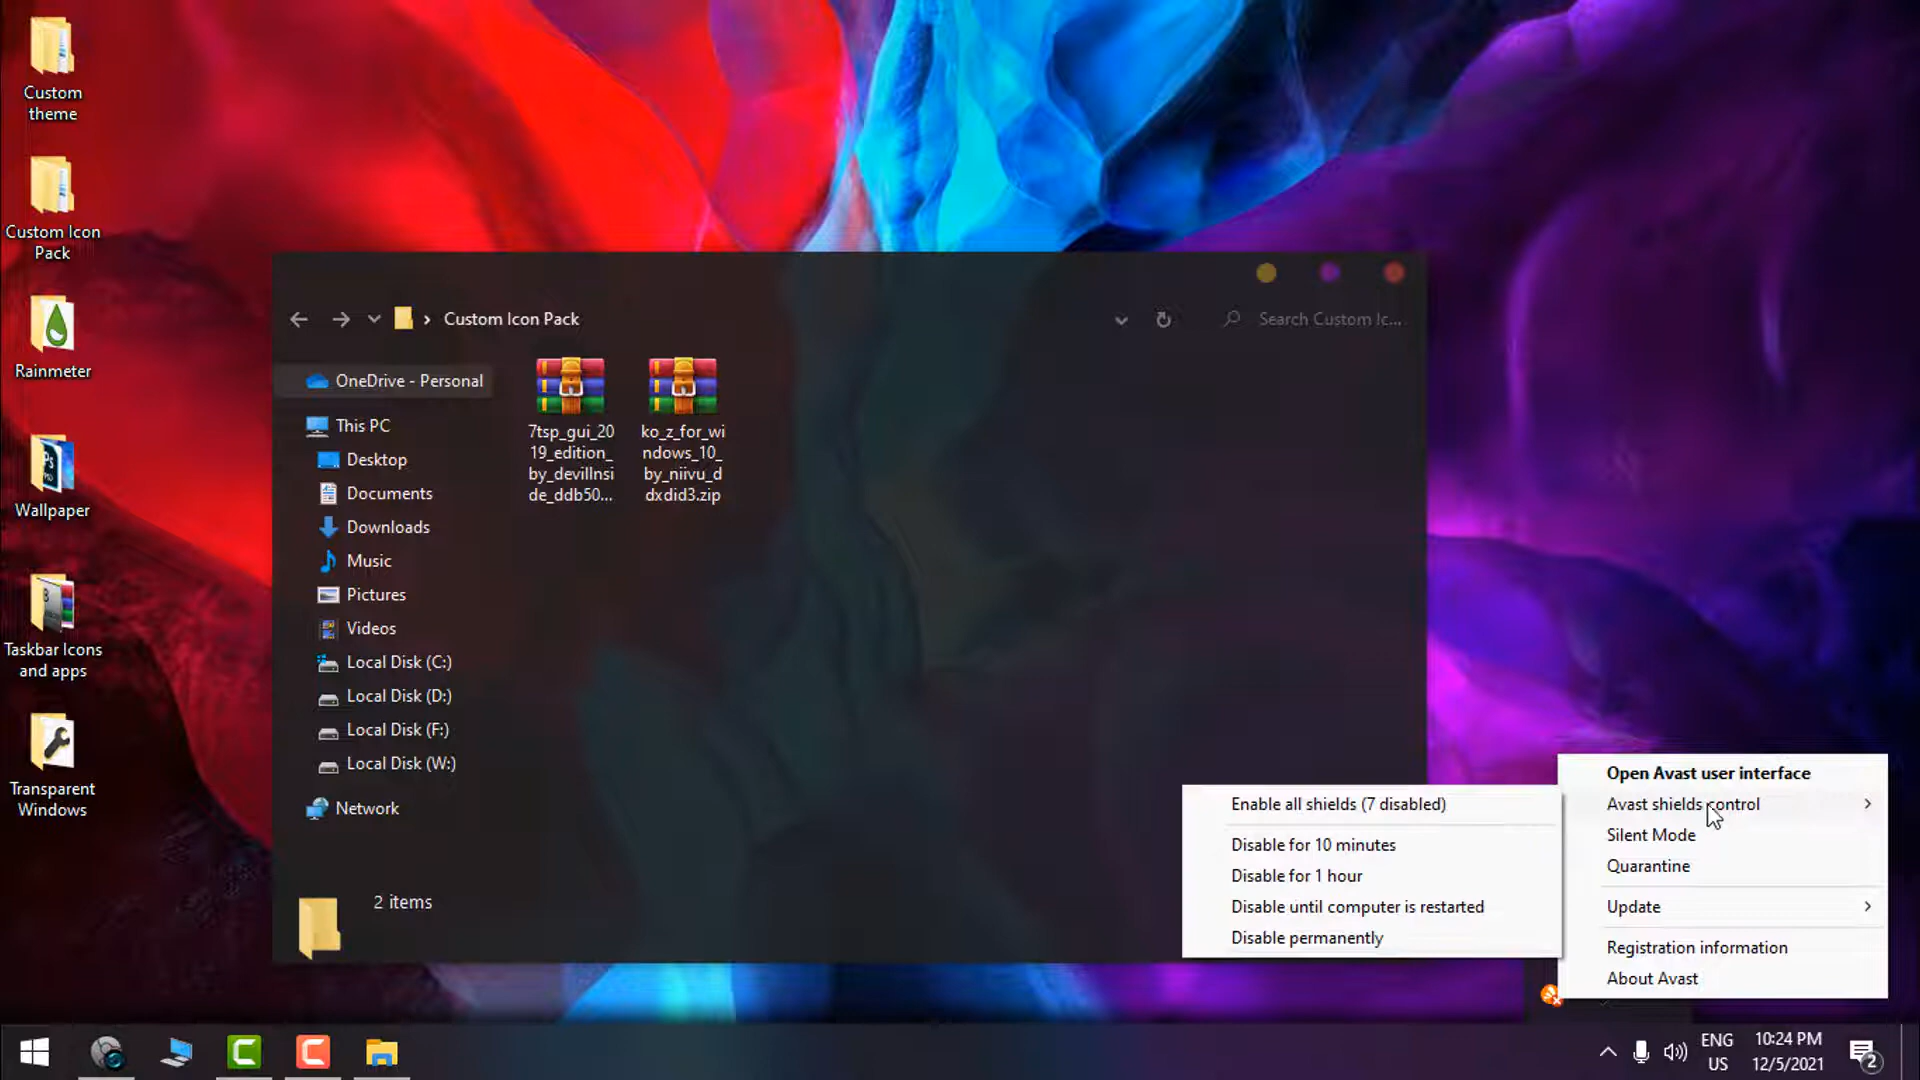 Custom
theme
Custom Icon
Pack
Rainmeter
Wallpaper
Taskbar Icons
and apps
Transparent
Windows
Custom Icon Pack
Search Custom Ic...
OneDrive - Personal
This PC
Desktop
Documents
Downloads
Music
Pictures
Videos
Local Disk (C:)
Local Disk (D:)
Local Disk (F:)
Local Disk (W:)
Network
7tsp_gui_20
19_edition_
by_devillnsi
de_ddb50...
ko_z_for_wi
ndows_10_
by_niivu_d
dxdid3.zip
2 items
Enable all shields (7 disabled)
Disable for 10 minutes
Disable for 1 hour
Disable until computer is restarted
Disable permanently
Open Avast user interface
Avast shields control
Silent Mode
Quarantine
Update
Registration information
About Avast
ENG
US
10:24 PM
12/5/2021
2